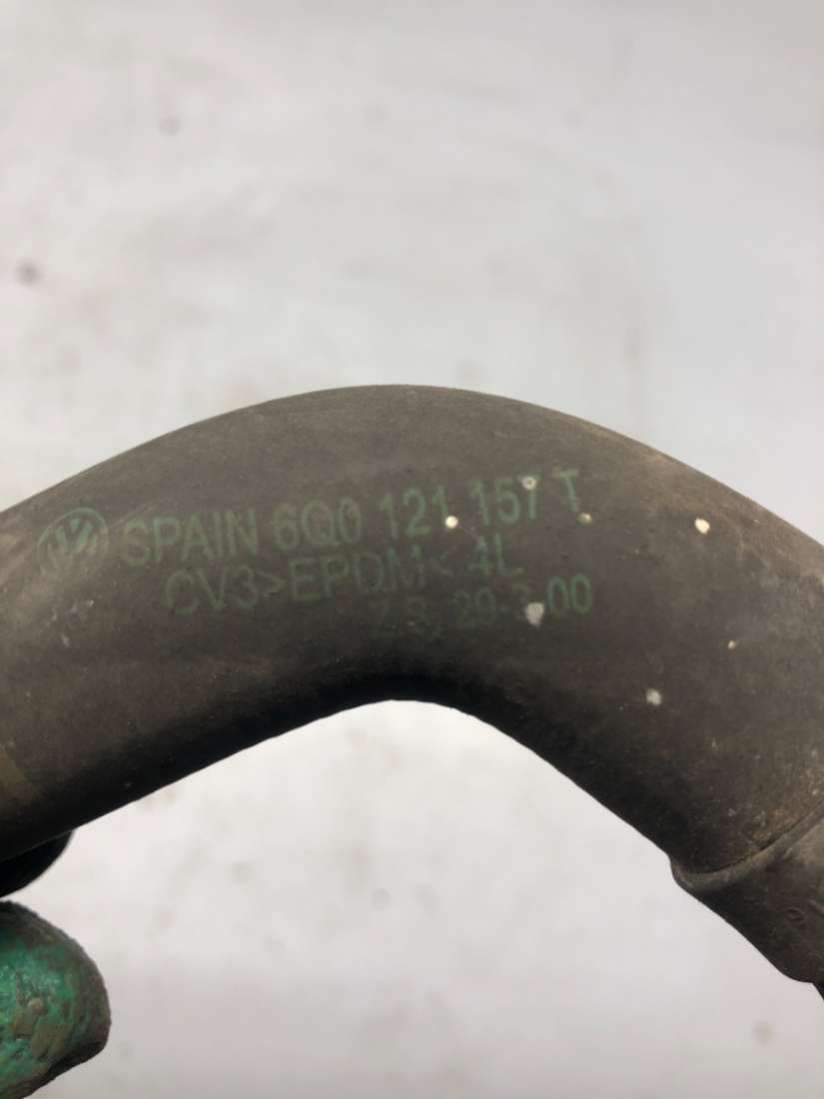 SPAIN 6Q0 121 157 T
CV3>EPDM< 4L